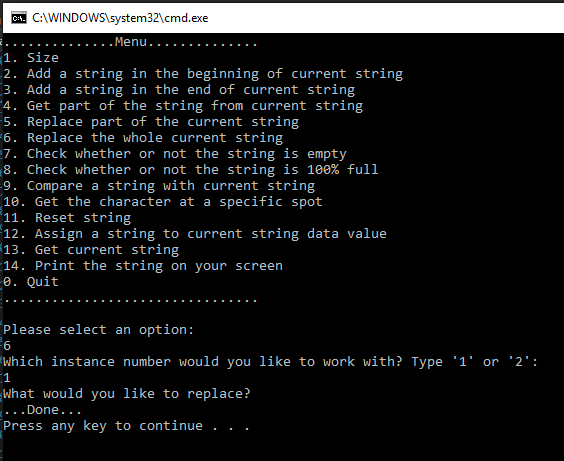 C:\WINDOWS\system32\cmd.exe
..............Menu..............
1. Size
2. Add a string in the beginning of current string
3. Add a string in the end of current string
4. Get part of the string from current string
5. Replace part of the current string
6. Replace the whole current string
7. Check whether or not the string is empty
8. Check whether or not the string is 100% full
9. Compare a string with current string
10. Get the character at a specific spot
11. Reset string
12. Assign a string to current string data value
13. Get current string
14. Print the string on your screen
0. Quit
................................
Please select an option:
6
Which instance number would you like to work with? Type '1' or '2':
1
What would you like to replace?
...Done...
Press any key to continue . . .